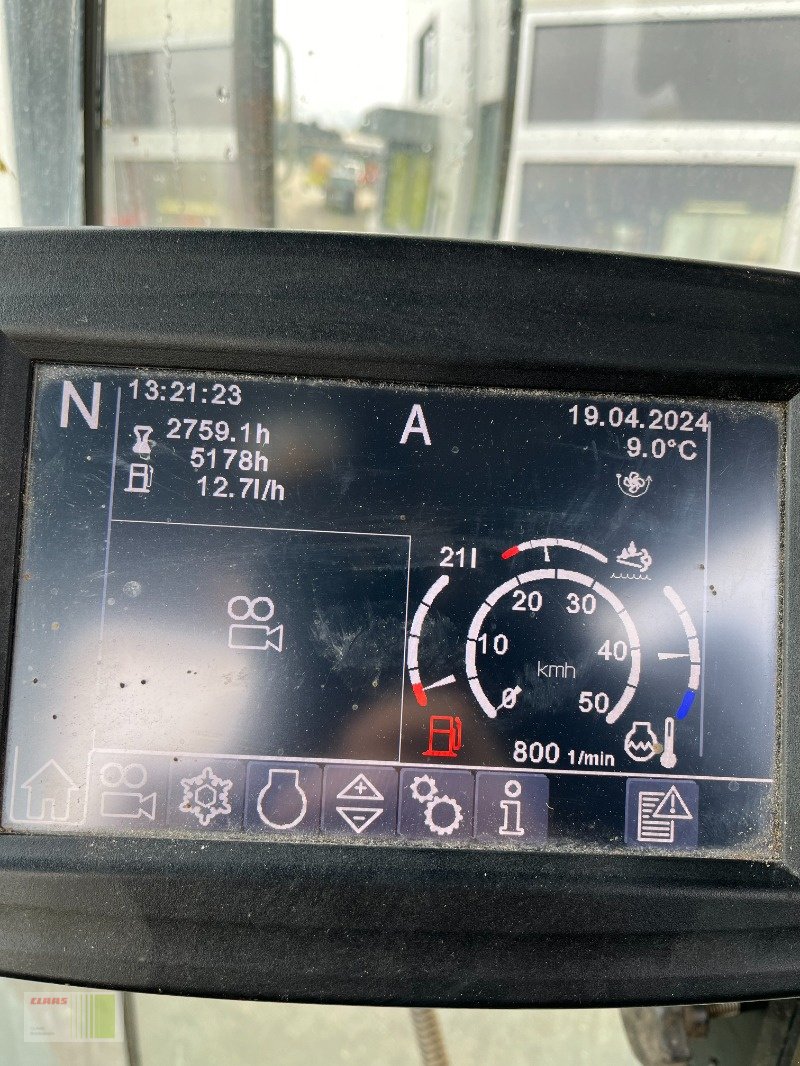 N
13:21:23
A
19.04.2024
2759.1h
9.0°C
5178h
12.7l/h
21l
20
30
10
40
kmh
0
50
800 1/min
CLAAS